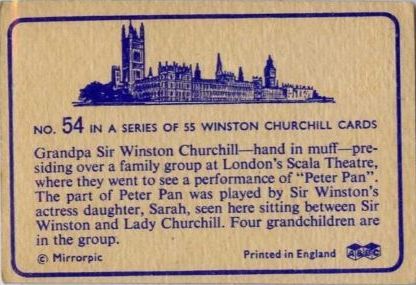 NO. 54 IN A SERIES OF 55 WINSTON CHURCHILL CARDS
Grandpa Sir Winston Churchill—hand in muff—pre-
siding over a family group at London's Scala Theatre,
where they went to see a performance of "Peter Pan".
The part of Peter Pan was played by Sir Winston's
actress daughter, Sarah, seen here sitting between Sir
Winston and Lady Churchill. Four grandchildren are
in the group.
© Mirrorpic Printed in England A&BC